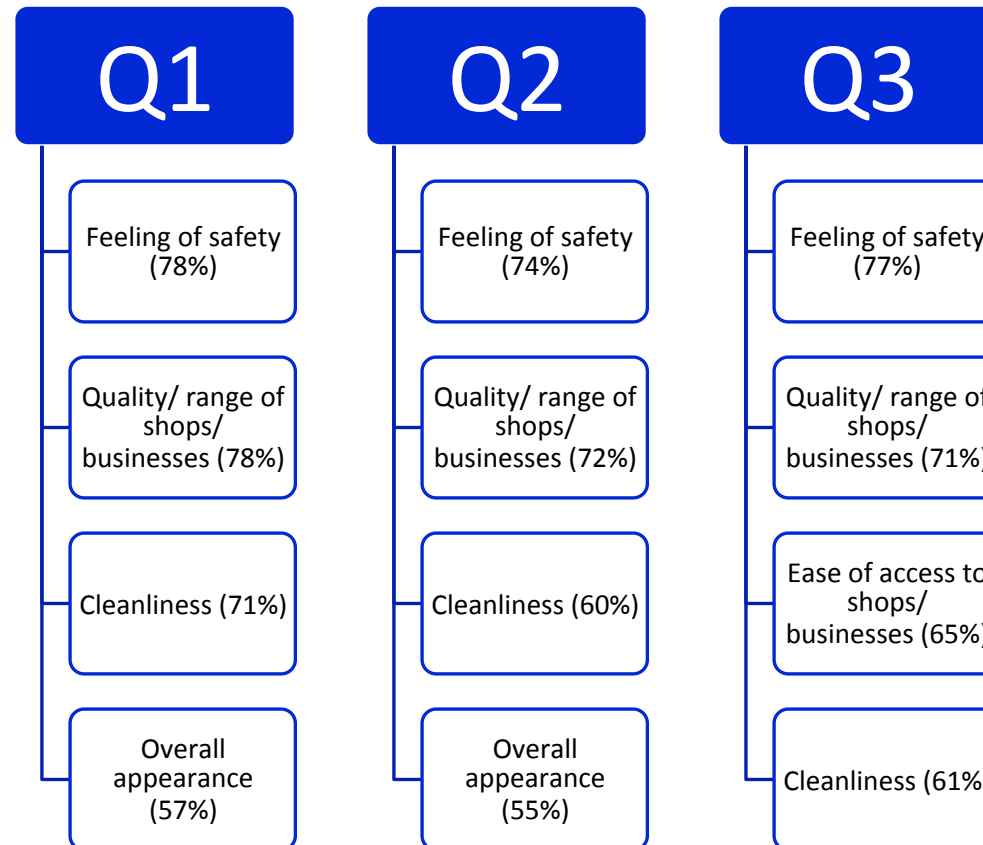 Q1
Feeling of safety
(78%)
Quality/ range of
shops/
businesses (78%)
Cleanliness (71%)
Overall
appearance
(57%)
Q2
Feeling of safety
(74%)
Quality/ range of
shops/
businesses (72%)
Cleanliness (60%)
Overall
appearance
(55%)
Q3
Feeling of safety
(77%)
Quality/ range of
shops/
businesses (71%)
Ease of access to
shops/
businesses (65%)
Cleanliness (61%